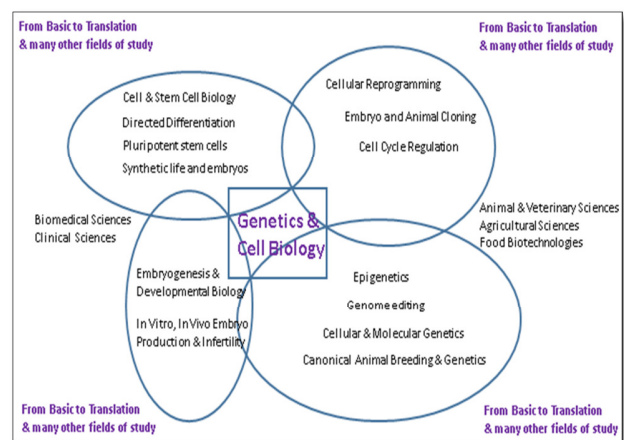 From Basic to Translation
& many other fields of study
From Basic to Translation
& many other fields of study
Cell & Stem Cell Biology
Directed Differentiation
Pluripotent stem cells
Synthetic life and embryos
Cellular Reprogramming
Embryo and Animal Cloning
Cell Cycle Regulation
Biomedical Sciences
Clinical Sciences
Genetics &
Cell Biology
Animal & Veterinary Sciences
Agricultural Sciences
Food Biotechnologies
Embryogenesis &
Developmental Biology
In Vitro, In Vivo Embryo
Production & Infertility
Epigenetics
Genome editing
Cellular & Molecular Genetics
Canonical Animal Breeding & Genetics
From Basic to Translation
& many other fields of study
From Basic to Translation
& many other fields of study